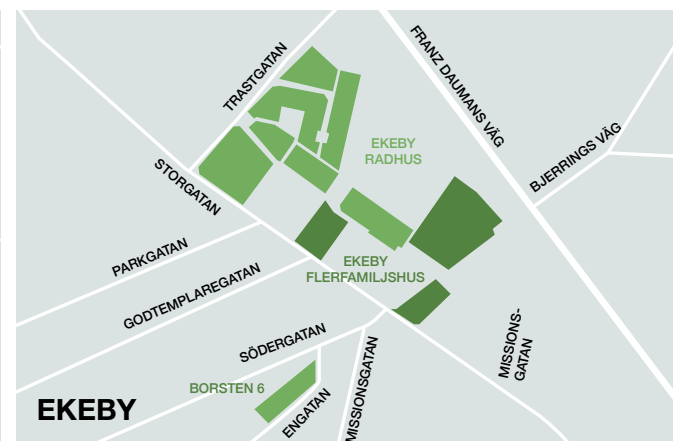 TRASTGATAN
FRANZ DAUMANS VÄG
EKEBY
RADHUS
BJERRINGS VÄG
STORGATAN
PARKGATAN
EKEBY
FLERFAMILJSHUS
GODTEMPLAREGATAN
SÖDERGATAN
MISSIONS-
GATAN
MISSIONSGATAN
BORSTEN 6
ENGATAN
EKEBY